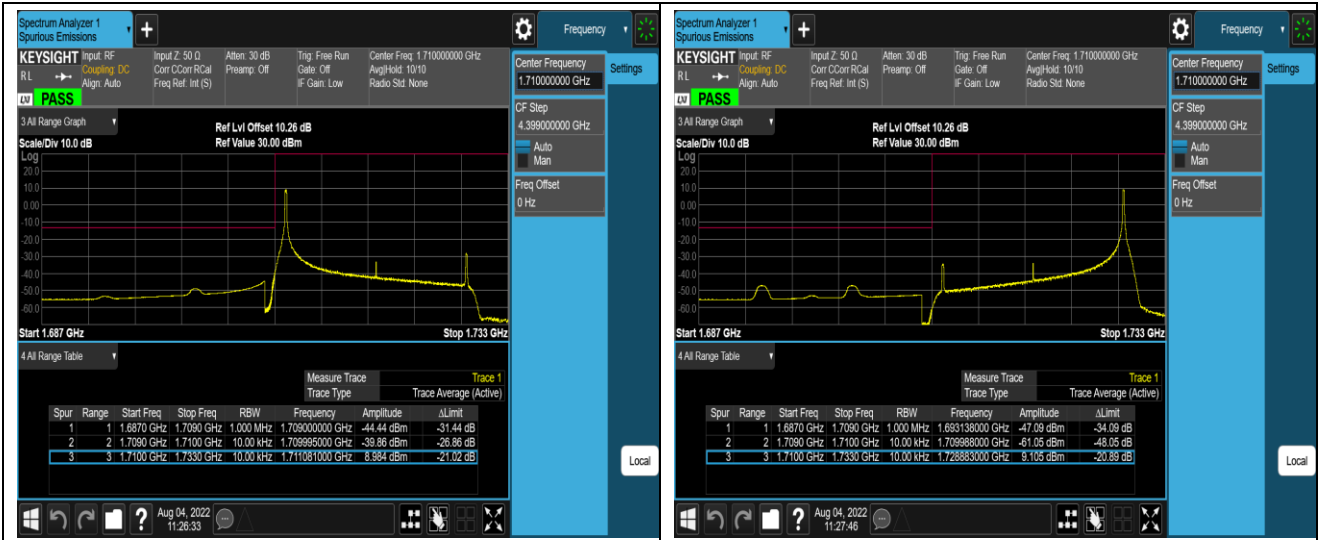 Spectrum Analyzer 1
Spurious Emissions
+
Frequency
KEYSIGHT Input: RF Input Z: 50 Ω Atten: 30 dB Trig: Free Run Center Freq: 1.710000000 GHz
Coupling: DC Corr CCorr RCal Preamp: Off Gate: Off Avg|Hold: 10/10
RL Align: Auto Freq Ref: Int (S) IF Gain: Low Radio Std: None
LXI PASS
Center Frequency
1.710000000 GHz
Settings
CF Step
4.399000000 GHz
Auto
Man
Freq Offset
0 Hz
3 All Range Graph
Ref Lvl Offset 10.26 dB
Scale/Div 10.0 dB Ref Value 30.00 dBm
Log
20.0
10.0
0.00
-10.0
-20.0
-30.0
-40.0
-50.0
-60.0
Start 1.687 GHz Stop 1.733 GHz
4 All Range Table
Measure Trace Trace 1
Trace Type Trace Average (Active)
Spur Range Start Freq Stop Freq RBW Frequency Amplitude ΔLimit
1 1 1.6870 GHz 1.7090 GHz 1.000 MHz 1.709000000 GHz -44.44 dBm -31.44 dB
2 2 1.7090 GHz 1.7100 GHz 10.00 kHz 1.709995000 GHz -39.86 dBm -26.86 dB
3 3 1.7100 GHz 1.7330 GHz 10.00 kHz 1.711081000 GHz 8.984 dBm -21.02 dB
Local
? Aug 04, 2022
11:26:33
Spectrum Analyzer 1
Spurious Emissions
+
Frequency
KEYSIGHT Input: RF Input Z: 50 Ω Atten: 30 dB Trig: Free Run Center Freq: 1.710000000 GHz
Coupling: DC Corr CCorr RCal Preamp: Off Gate: Off Avg|Hold: 10/10
RL Align: Auto Freq Ref: Int (S) IF Gain: Low Radio Std: None
LXI PASS
Center Frequency
1.710000000 GHz
Settings
CF Step
4.399000000 GHz
Auto
Man
Freq Offset
0 Hz
3 All Range Graph
Ref Lvl Offset 10.26 dB
Scale/Div 10.0 dB Ref Value 30.00 dBm
Log
20.0
10.0
0.00
-10.0
-20.0
-30.0
-40.0
-50.0
-60.0
Start 1.687 GHz Stop 1.733 GHz
4 All Range Table
Measure Trace Trace 1
Trace Type Trace Average (Active)
Spur Range Start Freq Stop Freq RBW Frequency Amplitude ΔLimit
1 1 1.6870 GHz 1.7090 GHz 1.000 MHz 1.693138000 GHz -47.09 dBm -34.09 dB
2 2 1.7090 GHz 1.7100 GHz 10.00 kHz 1.709988000 GHz -61.05 dBm -48.05 dB
3 3 1.7100 GHz 1.7330 GHz 10.00 kHz 1.728883000 GHz 9.105 dBm -20.89 dB
Local
? Aug 04, 2022
11:27:46